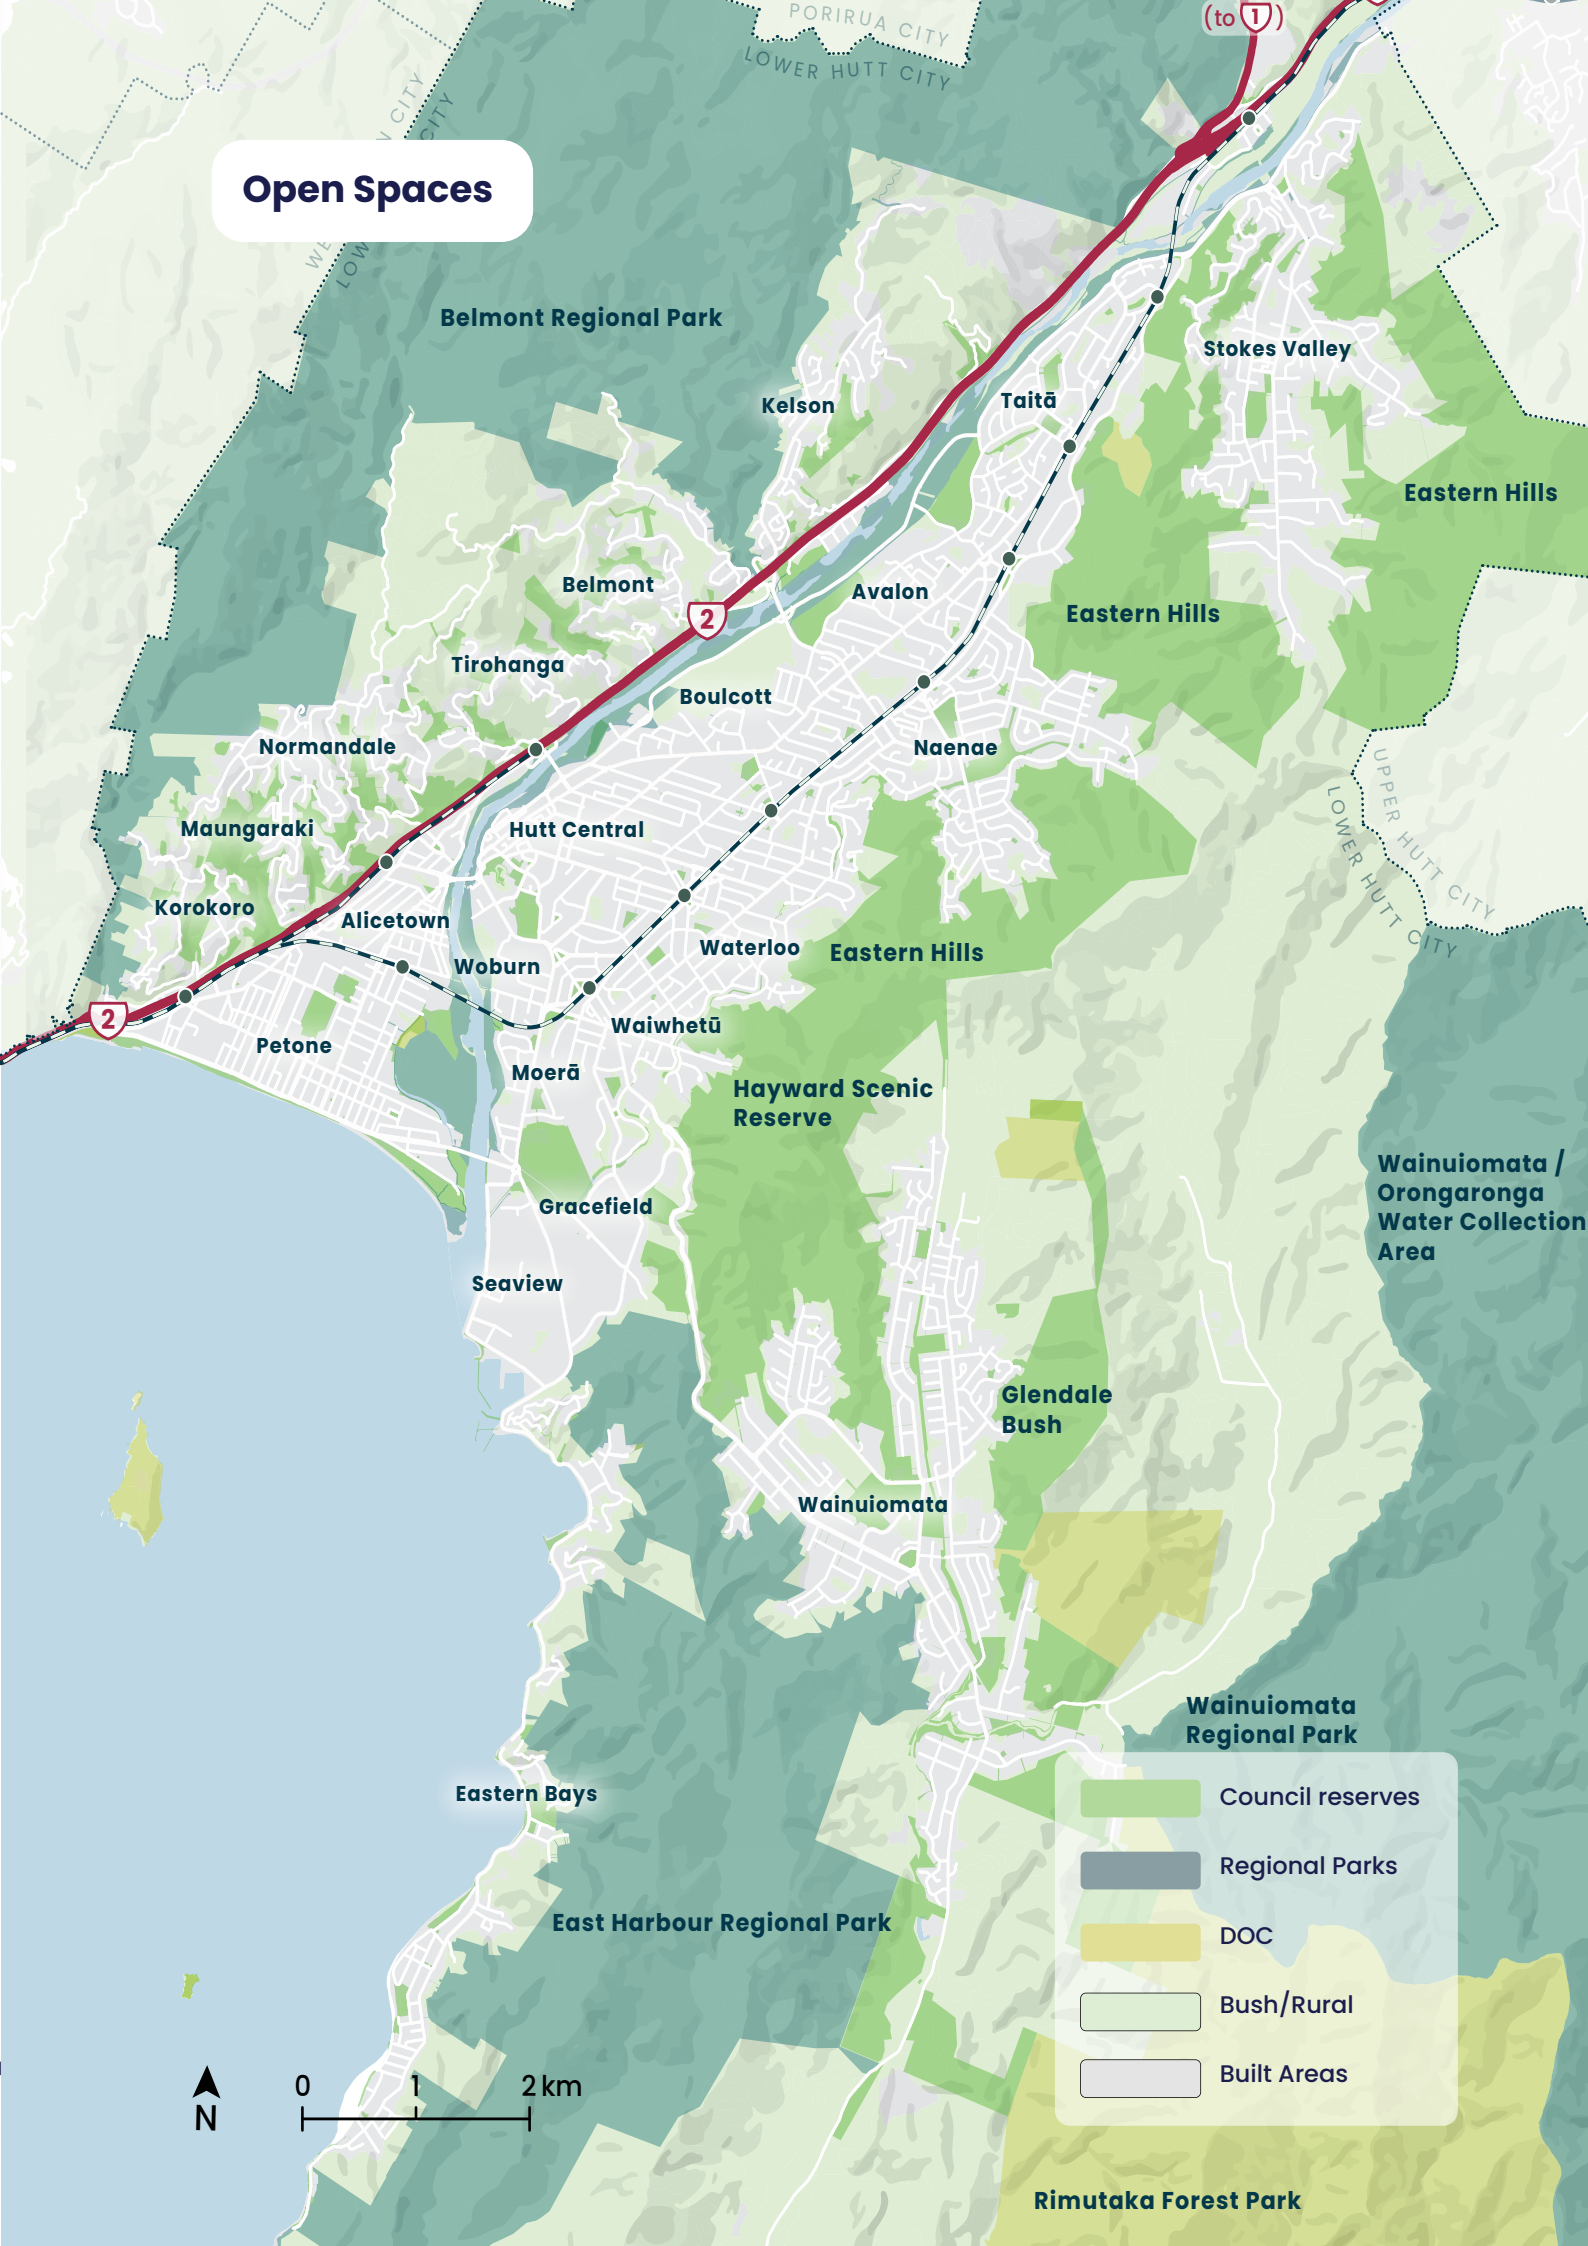 (to 1)
PORIRUA CITY
LOWER HUTT CITY
Open Spaces
Belmont Regional Park
Stokes Valley
Kelson
Taitā
Eastern Hills
Belmont
Avalon
Eastern Hills
2
Tirohanga
Boulcott
Normandale
Naenae
UPPER HUTT CITY
LOWER HUTT CITY
Maungaraki
Hutt Central
Korokoro
Alicetown
Waterloo
Eastern Hills
Woburn
2
Petone
Waiwhetū
Moerā
Hayward Scenic
Reserve
Wainuiomata /
Orongaronga
Water Collection
Area
Gracefield
Seaview
Glendale
Bush
Wainuiomata
Wainuiomata
Regional Park
Eastern Bays
Council reserves
Regional Parks
East Harbour Regional Park
DOC
Bush/Rural
Built Areas
0 1 2 km
N
Rimutaka Forest Park